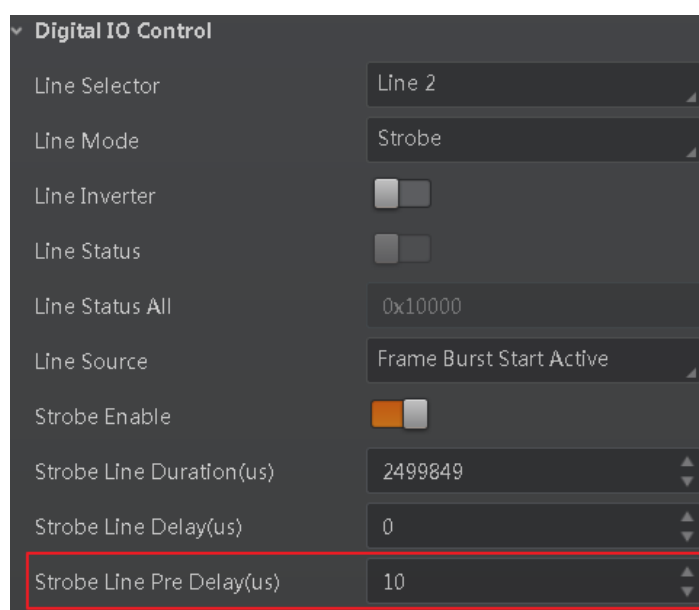 Digital IO Control
Line Selector Line 2
Line Mode Strobe
Line Inverter
Line Status
Line Status All 0x10000
Line Source Frame Burst Start Active
Strobe Enable
Strobe Line Duration(us) 2499849
Strobe Line Delay(us) 0
Strobe Line Pre Delay(us) 10